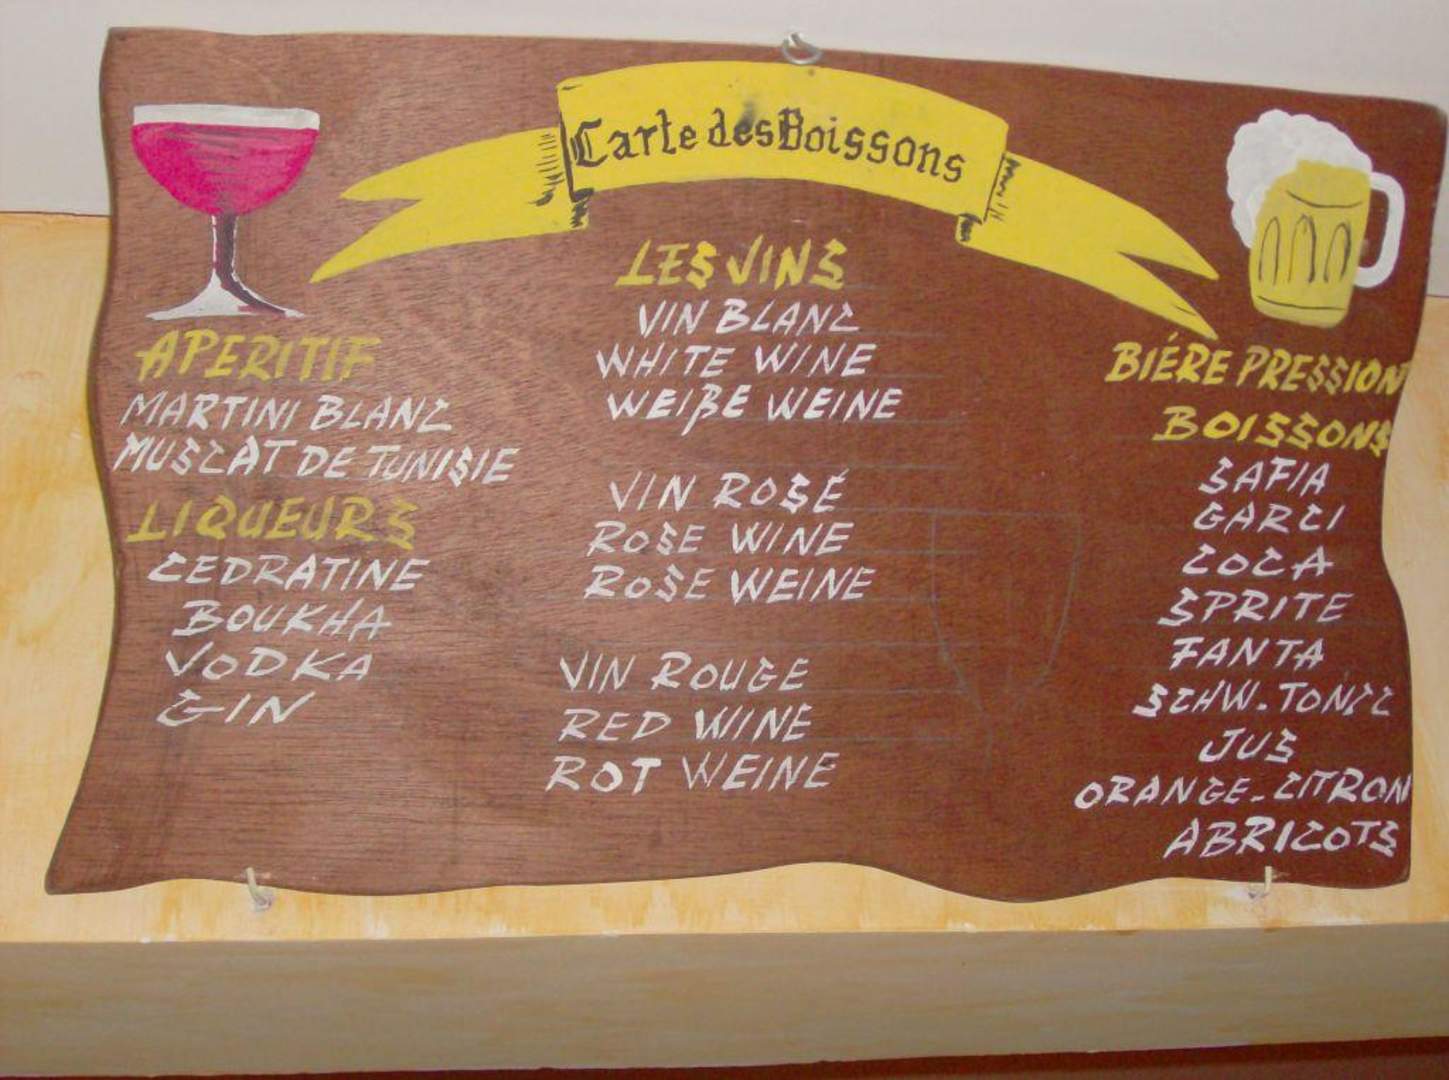 Carte des Boissons
APERITIF
MARTINI BLANC
MUSCAT DE TUNISIE
LIQUEURS
CEDRATINE
BOUKHA
VODKA
GIN
LES VINS
VIN BLANC
WHITE WINE
WEIßE WEINE
VIN ROSÉ
ROSE WINE
ROSE WEINE
VIN ROUGE
RED WINE
ROT WEINE
BIÉRE PRESSION
BOISSONS
SAFIA
GARCI
COCA
SPRITE
FANTA
SCHW. TONIC
JUS
ORANGE-CITRON
ABRICOTS